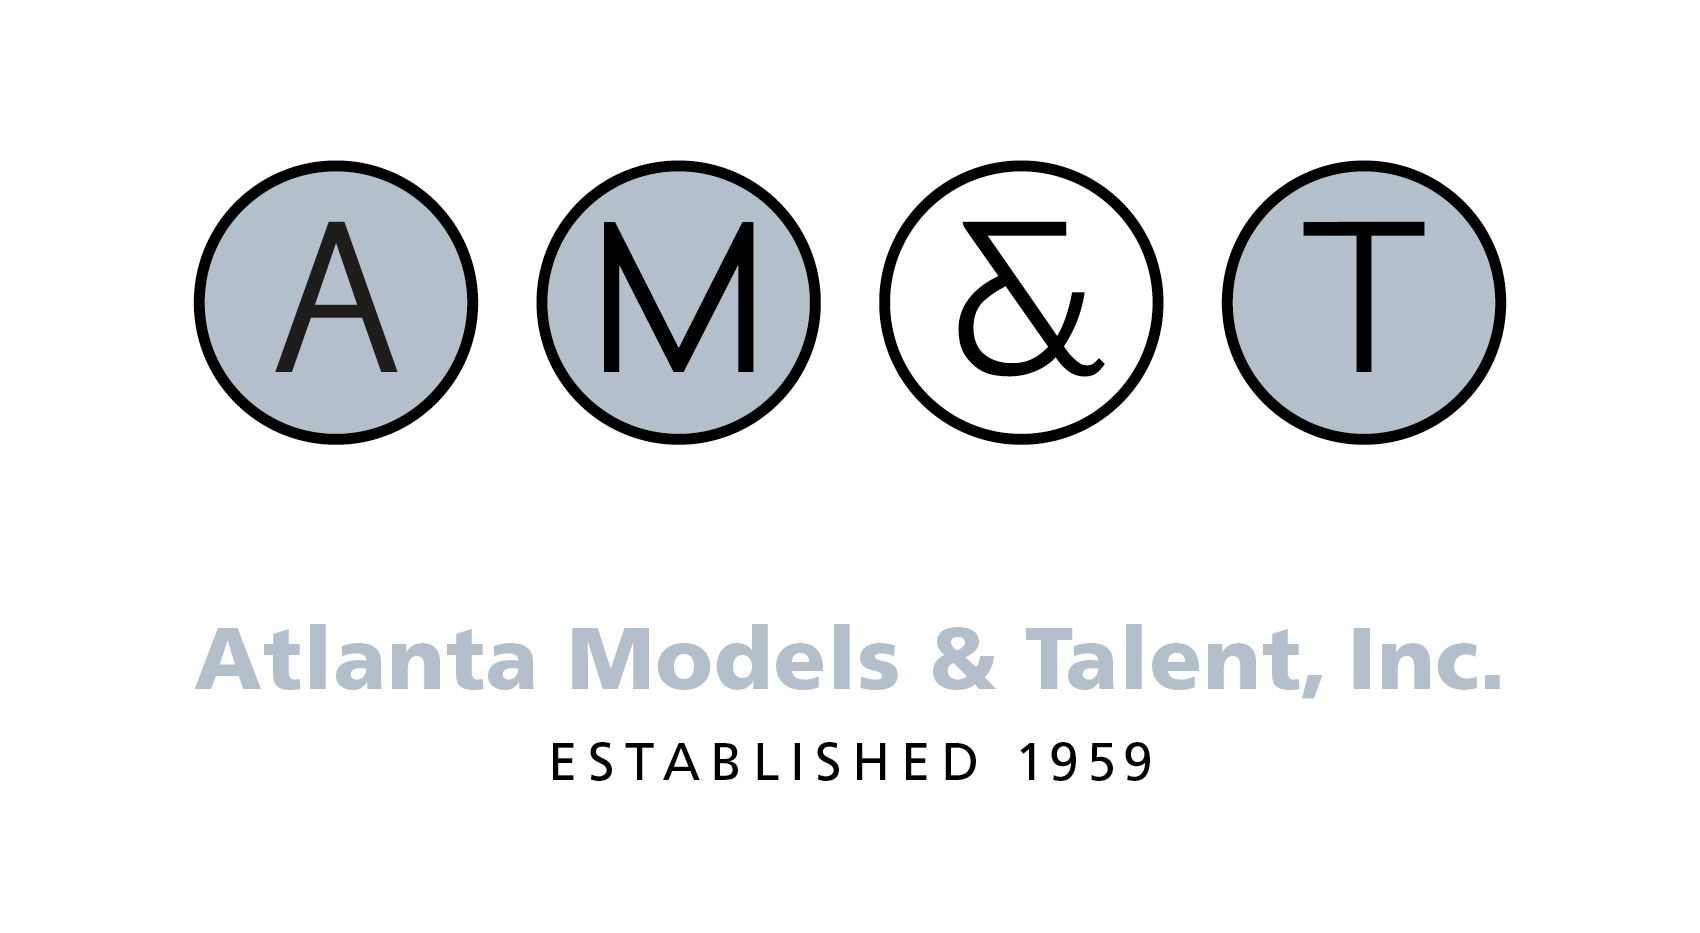 A M & T
Atlanta Models & Talent, Inc.
ESTABLISHED 1959